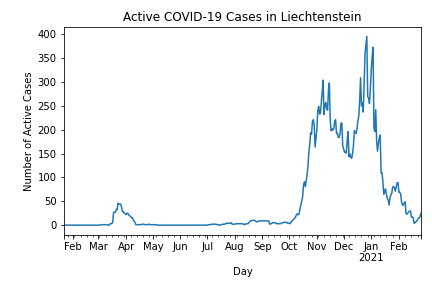 Active COVID-19 Cases in Liechtenstein
Number of Active Cases
400
350
300
250
200
150
100
50
0
Feb Mar Apr May Jun Jul Aug Sep Oct Nov Dec Jan Feb
2021
Day